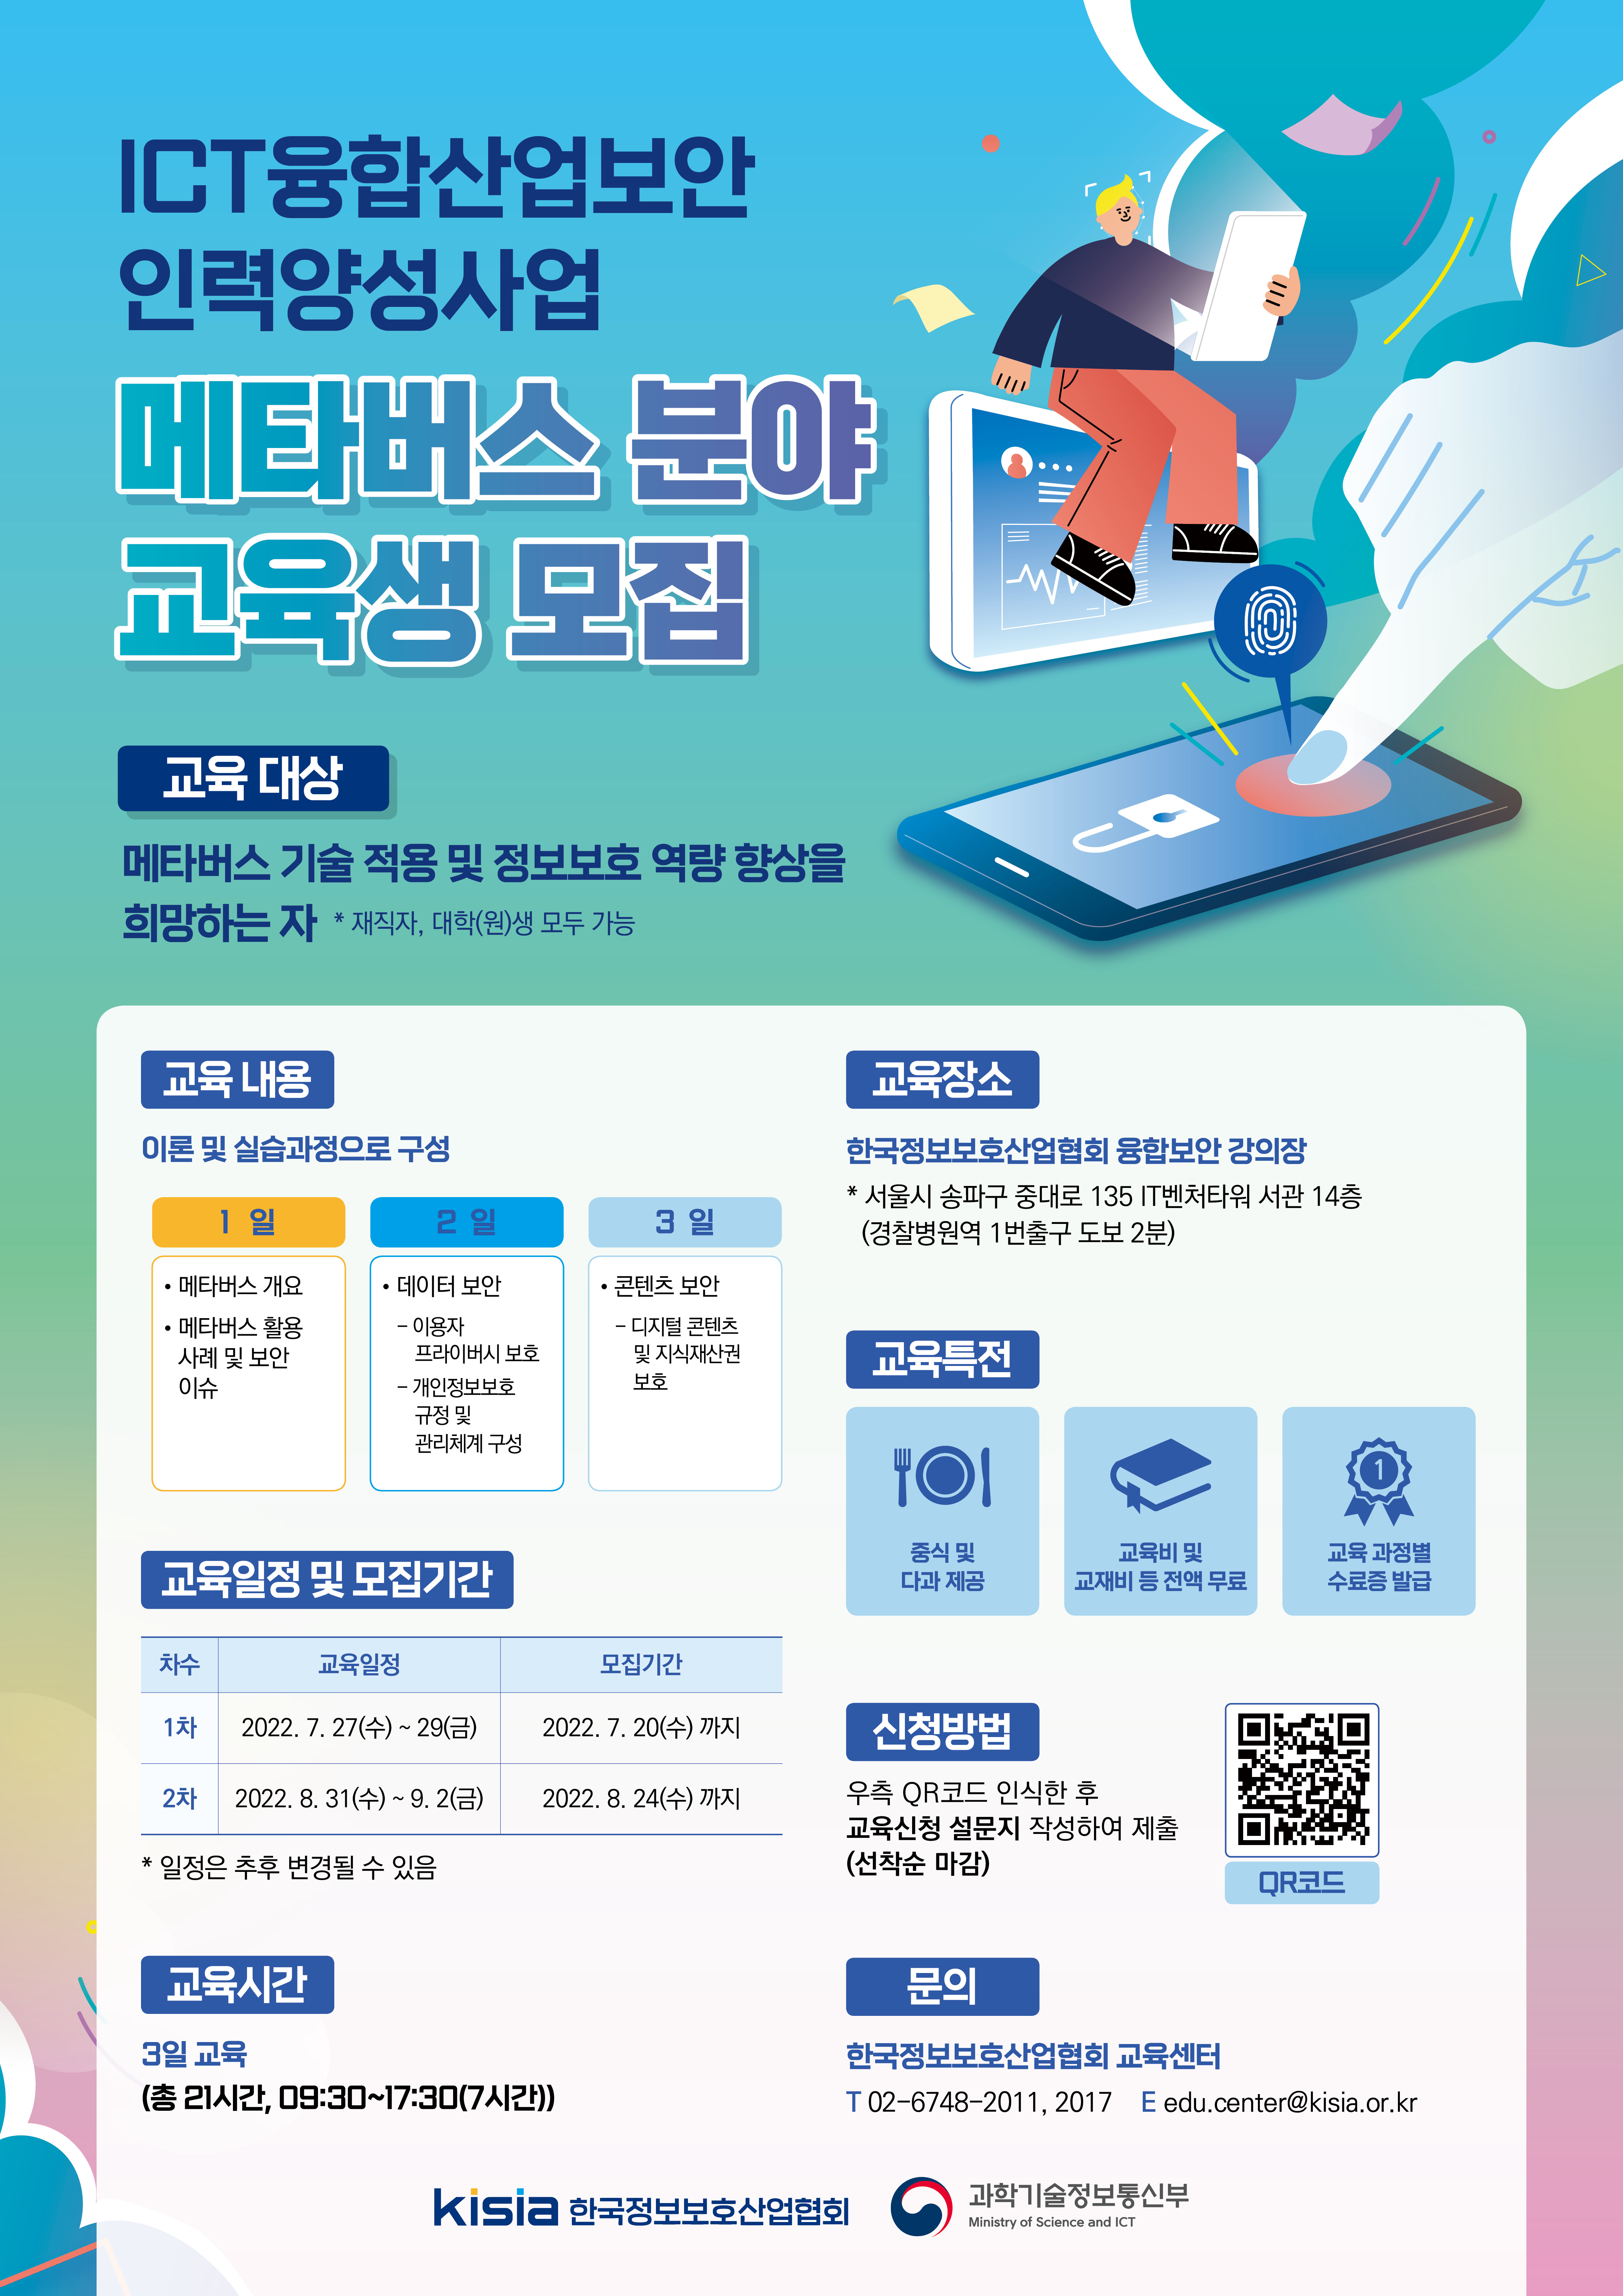 ICT융합산업보안
인력양성사업
메타버스 분야
교육생 모집
교육 대상
메타버스 기술 적용 및 정보보호 역량 향상을
희망하는 자 * 재직자, 대학(원)생 모두 가능
교육 내용
이론 및 실습과정으로 구성
1 일
• 메타버스 개요
• 메타버스 활용
사례 및 보안
이슈
2 일
• 데이터 보안
- 이용자
프라이버시 보호
- 개인정보보호
규정 및
관리체계 구성
3 일
• 콘텐츠 보안
- 디지털 콘텐츠
및 지식재산권
보호
교육일정 및 모집기간
차수 교육일정 모집기간
1차 2022. 7. 27(수) ~ 29(금) 2022. 7. 20(수) 까지
2차 2022. 8. 31(수) ~ 9. 2(금) 2022. 8. 24(수) 까지
* 일정은 추후 변경될 수 있음
교육시간
3일 교육
(총 21시간, 09:30~17:30(7시간))
교육장소
한국정보보호산업협회 융합보안 강의장
* 서울시 송파구 중대로 135 IT벤처타워 서관 14층
(경찰병원역 1번출구 도보 2분)
교육특전
중식 및
다과 제공
교육비 및
교재비 등 전액 무료
1
교육 과정별
수료증 발급
신청방법
우측 QR코드 인식한 후
교육신청 설문지 작성하여 제출
(선착순 마감)
QR코드
문의
한국정보보호산업협회 교육센터
T 02-6748-2011, 2017 E edu.center@kisia.or.kr
kisia 한국정보보호산업협회
과학기술정보통신부
Ministry of Science and ICT